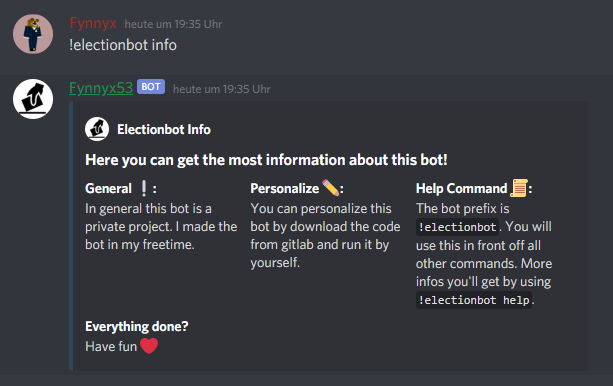 Fynnyx heute um 19:35 Uhr
!electionbot info
Fynnyx53 BOT heute um 19:35 Uhr
Electionbot Info
Here you can get the most information about this bot!
General ❕:
In general this bot is a
private project. I made the
bot in my freetime.
Personalize ✏️:
You can personalize this
bot by download the code
from gitlab and run it by
yourself.
Help Command 📜:
The bot prefix is
!electionbot. You will
use this in front off all
other commands. More
infos you'll get by using
!electionbot help.
Everything done?
Have fun ❤️